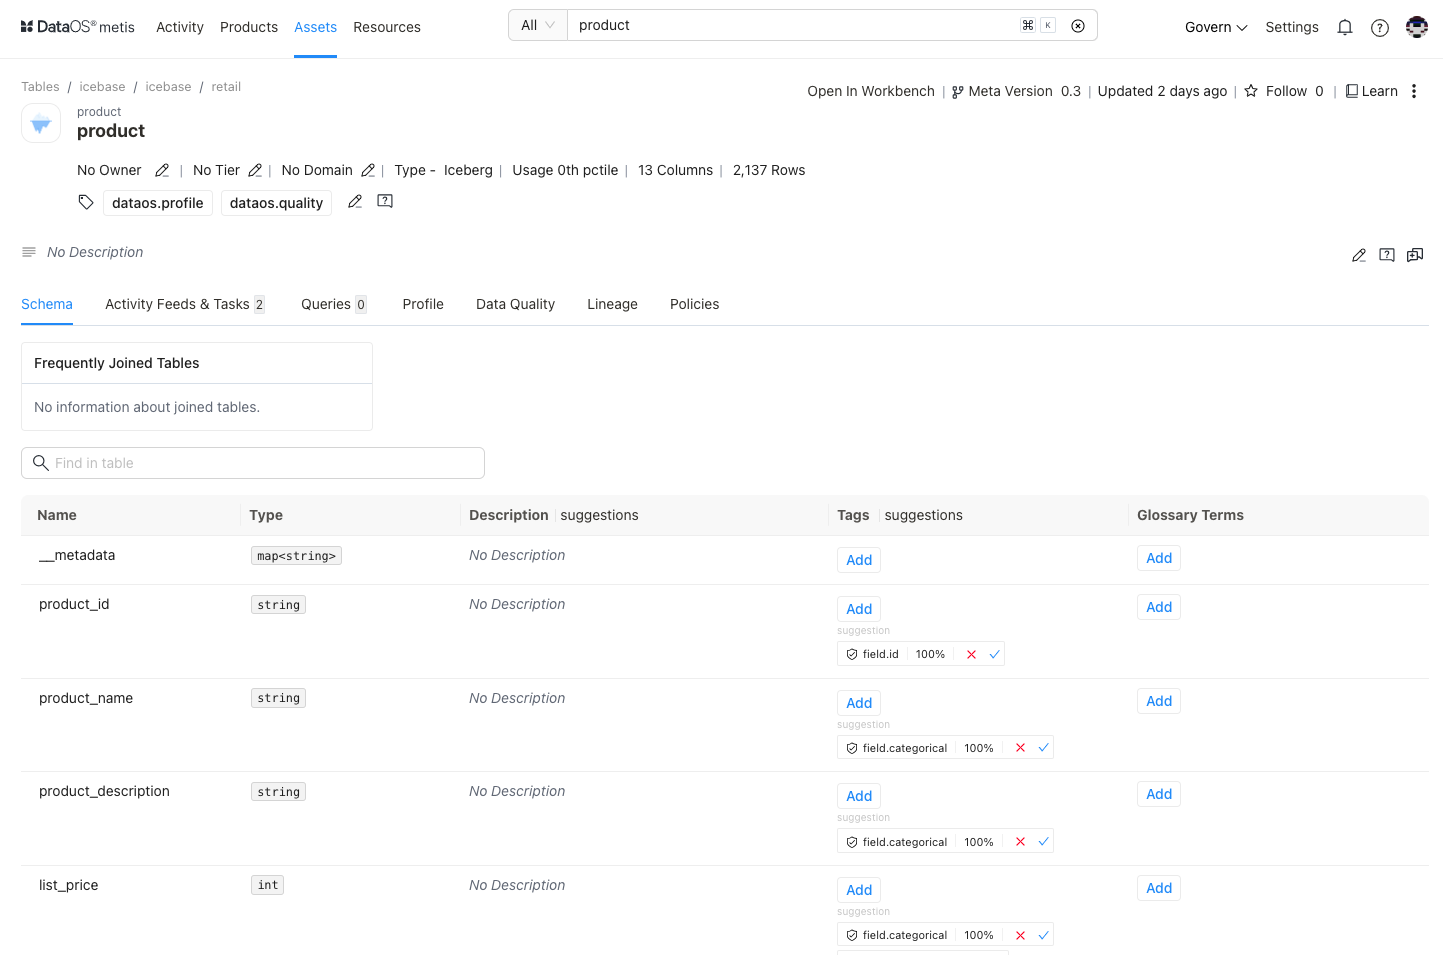 DataOS® metis Activity Products Assets Resources All product ⌘ K Govern Settings
Tables / icebase / icebase / retail
Open In Workbench | Meta Version 0.3 | Updated 2 days ago | Follow 0 | Learn
product
product
No Owner | No Tier | No Domain | Type - Iceberg | Usage 0th pctile | 13 Columns | 2,137 Rows
dataos.profile dataos.quality
No Description
Schema Activity Feeds & Tasks 2 Queries 0 Profile Data Quality Lineage Policies
Frequently Joined Tables
No information about joined tables.
Find in table
Name Type Description suggestions Tags suggestions Glossary Terms
__metadata map<string> No Description Add Add
product_id string No Description Add Add
suggestion
field.id 100%
product_name string No Description Add Add
suggestion
field.categorical 100%
product_description string No Description Add Add
suggestion
field.categorical 100%
list_price int No Description Add Add
suggestion
field.categorical 100%